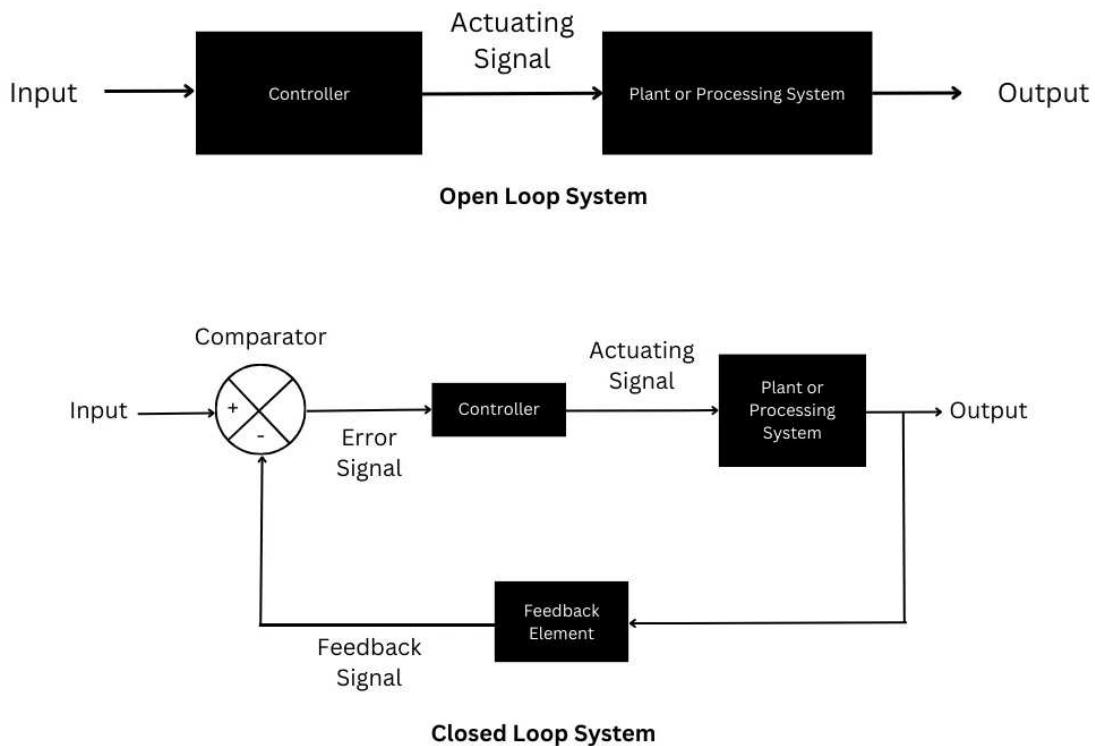 Actuating
Signal
Input
Controller
Plant or Processing System
Output
Open Loop System
Comparator
Input
+
-
Error
Signal
Controller
Actuating
Signal
Plant or
Processing
System
Output
Feedback
Element
Feedback
Signal
Closed Loop System